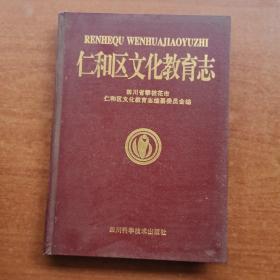 RENHEQU WENHUAJIAOYUZHI
仁和区文化教育志
四川省攀枝花市
仁和区文化教育志编纂委员会编
四川科学技术出版社